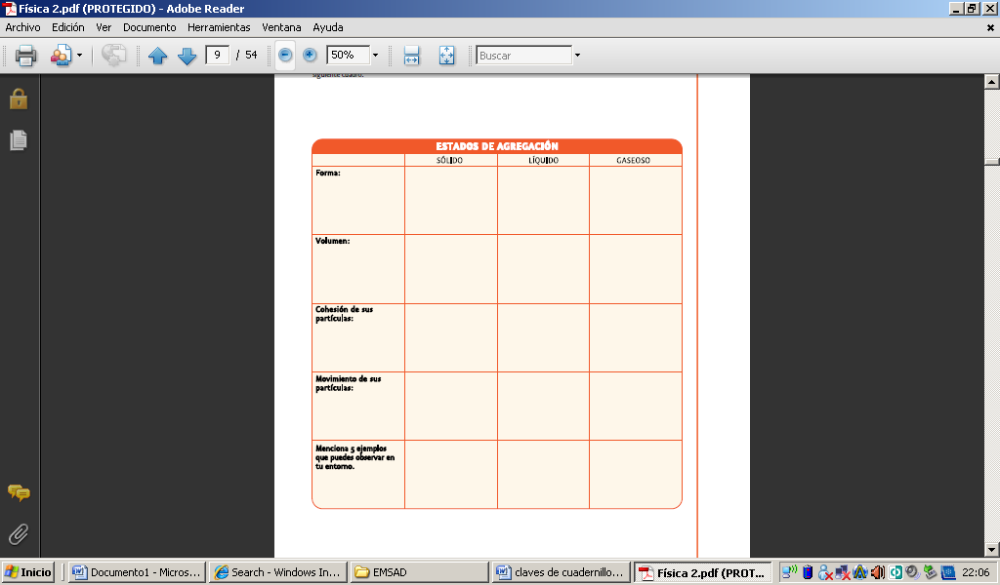 Física 2.pdf (PROTEGIDO) - Adobe Reader
Archivo Edición Ver Documento Herramientas Ventana Ayuda
9 / 54 50% Buscar
siguiente cuadro.
ESTADOS DE AGREGACIÓN
SÓLIDO LÍQUIDO GASEOSO
Forma:
Volumen:
Cohesión de sus
partículas:
Movimiento de sus
partículas:
Menciona 5 ejemplos
que puedes observar en
tu entorno.
Inicio Documento1 - Micros... Search - Windows In... EMSAD claves de cuadernillo... Física 2.pdf (PROT... 22:06